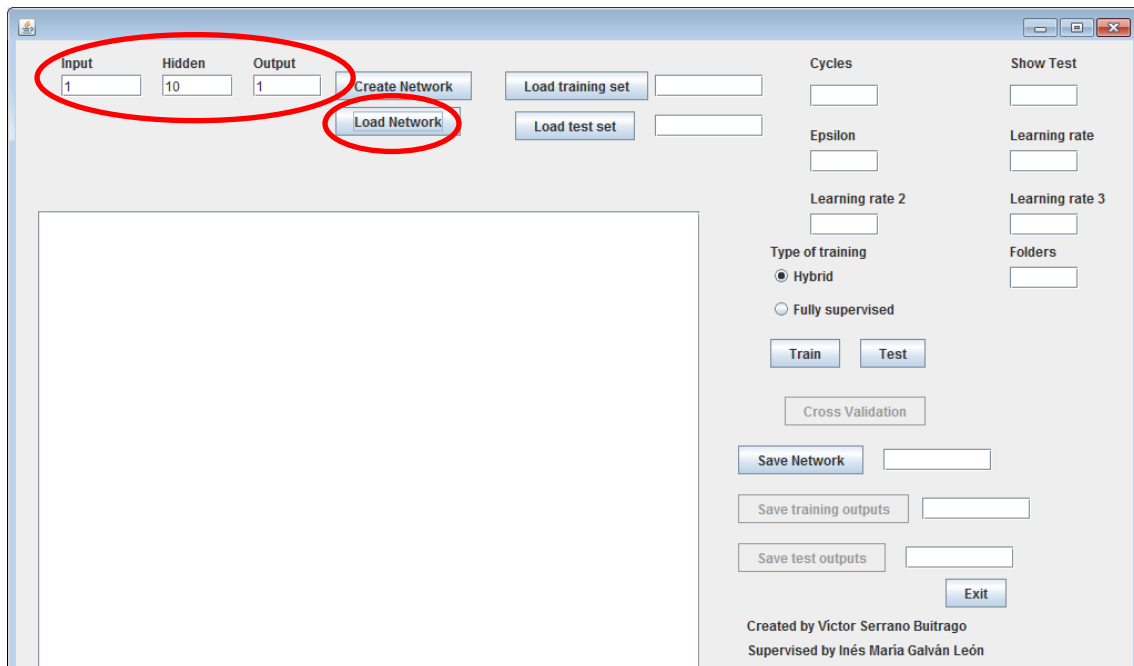 Input Hidden Output
1 10 1
Create Network
Load Network
Load training set
Load test set
Cycles Show Test
Epsilon Learning rate
Learning rate 2 Learning rate 3
Type of training Folders
Hybrid
Fully supervised
Train Test
Cross Validation
Save Network
Save training outputs
Save test outputs
Exit
Created by Víctor Serrano Buitrago
Supervised by Inés María Galván León